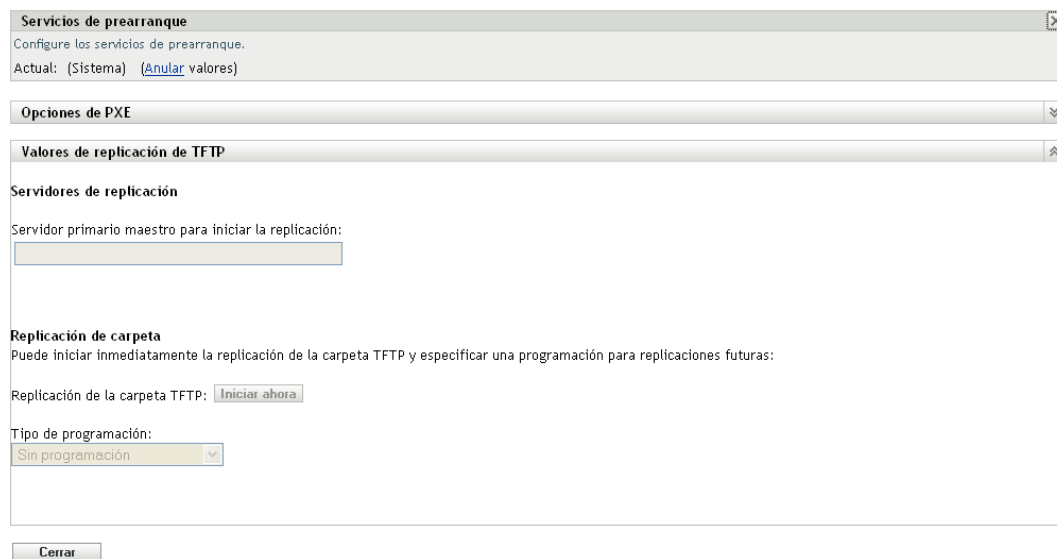 Servicios de prearranque
Configure los servicios de prearranque.
Actual: (Sistema) (Anular valores)
Opciones de PXE
Valores de replicación de TFTP
Servidores de replicación
Servidor primario maestro para iniciar la replicación:
Replicación de carpeta
Puede iniciar inmediatamente la replicación de la carpeta TFTP y especificar una programación para replicaciones futuras:
Replicación de la carpeta TFTP: Iniciar ahora
Tipo de programación:
Sin programación
Cerrar